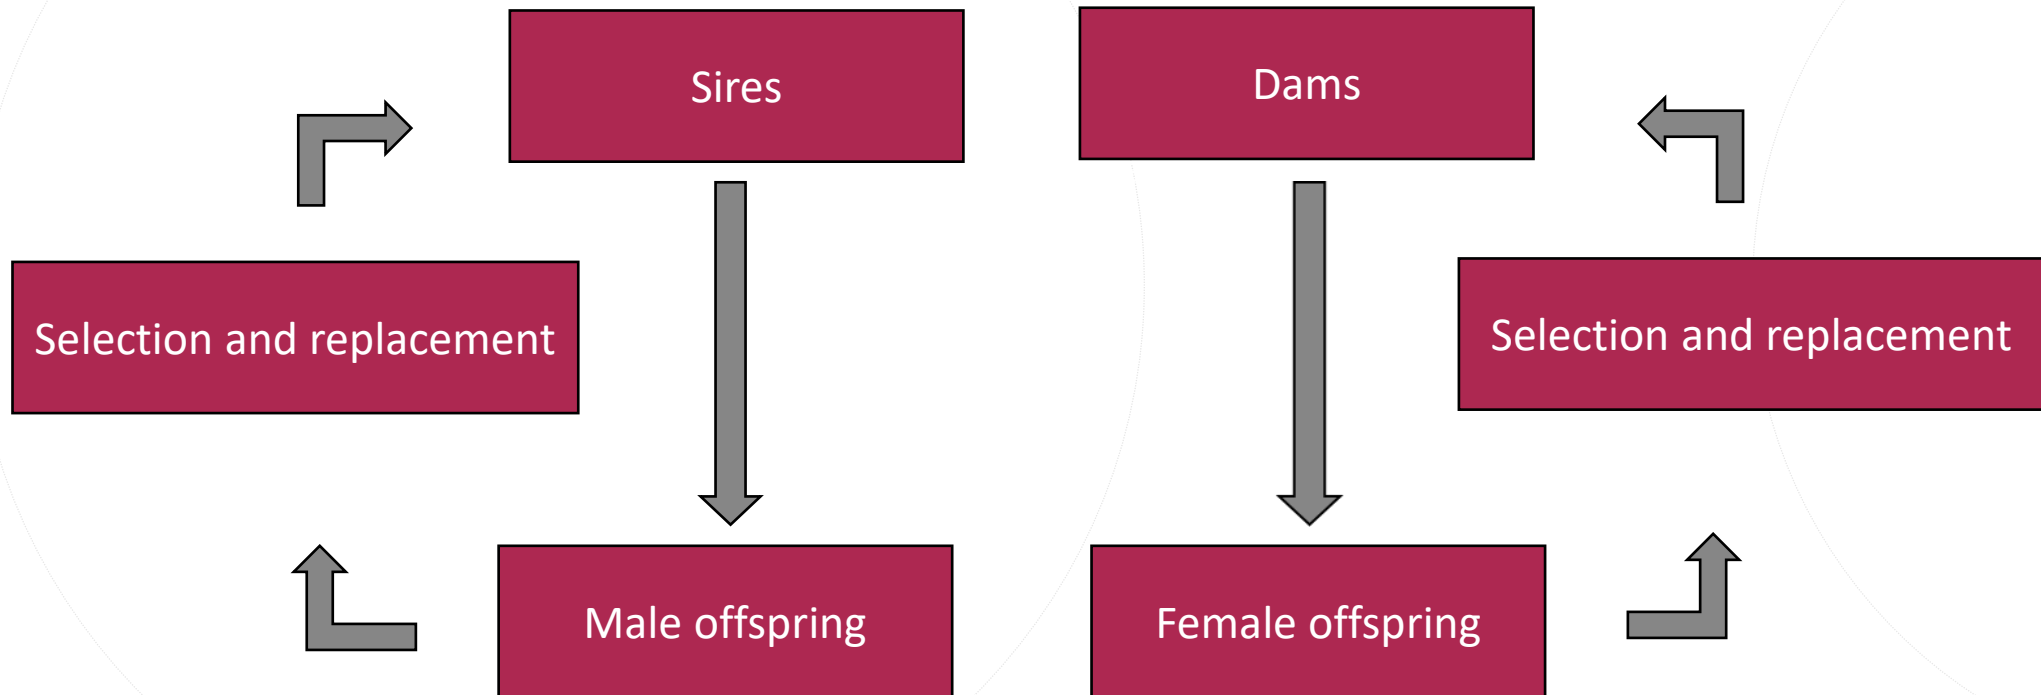 Sires
Dams
Selection and replacement
Selection and replacement
Male offspring
Female offspring